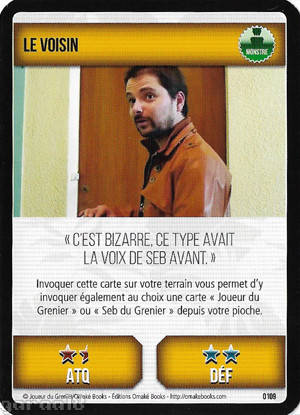 LE VOISIN
MONSTRE
« C'EST BIZARRE, CE TYPE AVAIT
LA VOIX DE SEB AVANT. »
Invoquer cette carte sur votre terrain vous permet d'y
invoquer également au choix une carte « Joueur du
Grenier » ou « Seb du Grenier » depuis votre pioche.
ATQ
DÉF
© Joueur du Grenier/Omaké Books - Éditions Omaké Books - http://omakebooks.com/
0109